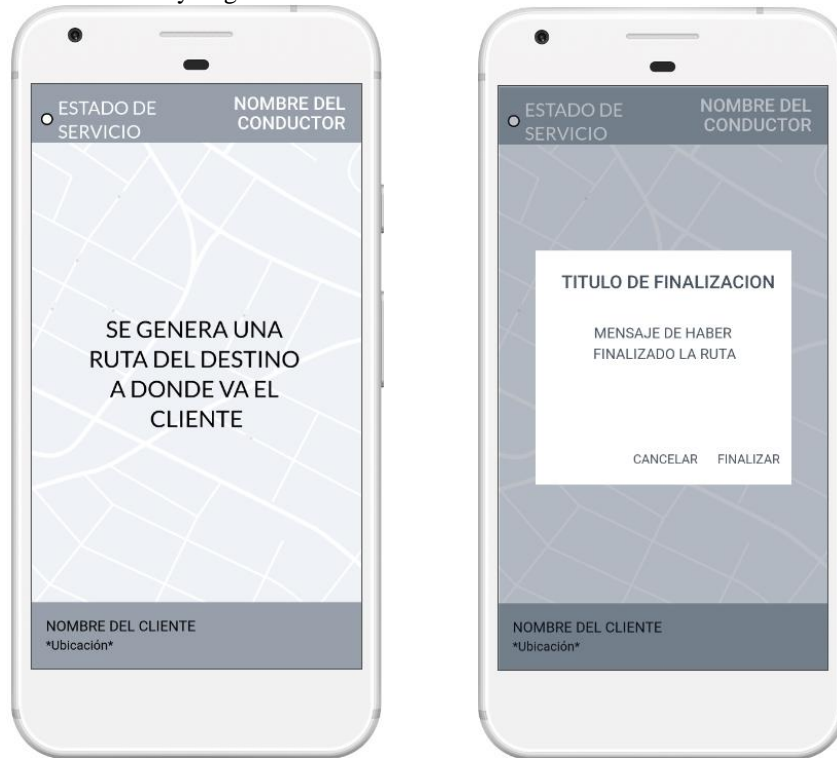 ESTADO DE
SERVICIO
NOMBRE DEL
CONDUCTOR
SE GENERA UNA
RUTA DEL DESTINO
A DONDE VA EL
CLIENTE
NOMBRE DEL CLIENTE
*Ubicación*
ESTADO DE
SERVICIO
NOMBRE DEL
CONDUCTOR
TITULO DE FINALIZACION
MENSAJE DE HABER
FINALIZADO LA RUTA
CANCELAR FINALIZAR
NOMBRE DEL CLIENTE
*Ubicación*